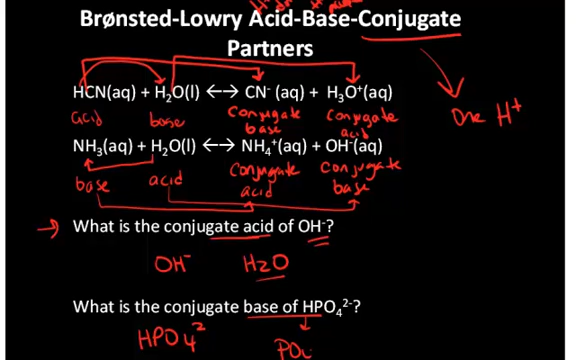 Brønsted-Lowry Acid-Base-Conjugate
Partners
HCN(aq) + H₂O(l) ⟷ CN⁻ (aq) + H₃O⁺(aq)
acid base conjugate base conjugate acid
One H⁺
NH₃(aq) + H₂O(l) ⟷ NH₄⁺(aq) + OH⁻(aq)
base acid conjugate acid conjugate base
→ What is the conjugate acid of OH⁻?
OH⁻ H₂O
What is the conjugate base of HPO₄²⁻?
HPO₄² PO